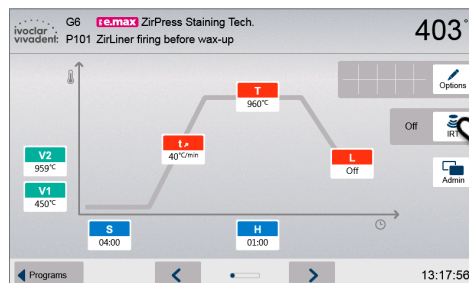 ivoclar
vivadent:
G6 IPS e.max ZirPress Staining Tech.
P101 ZirLiner firing before wax-up
403°
Options
Off
IRT
Admin
T
960°C
t↗
40°C/min
L
Off
V2
959°C
V1
450°C
S
04:00
H
01:00
Programs
13:17:56